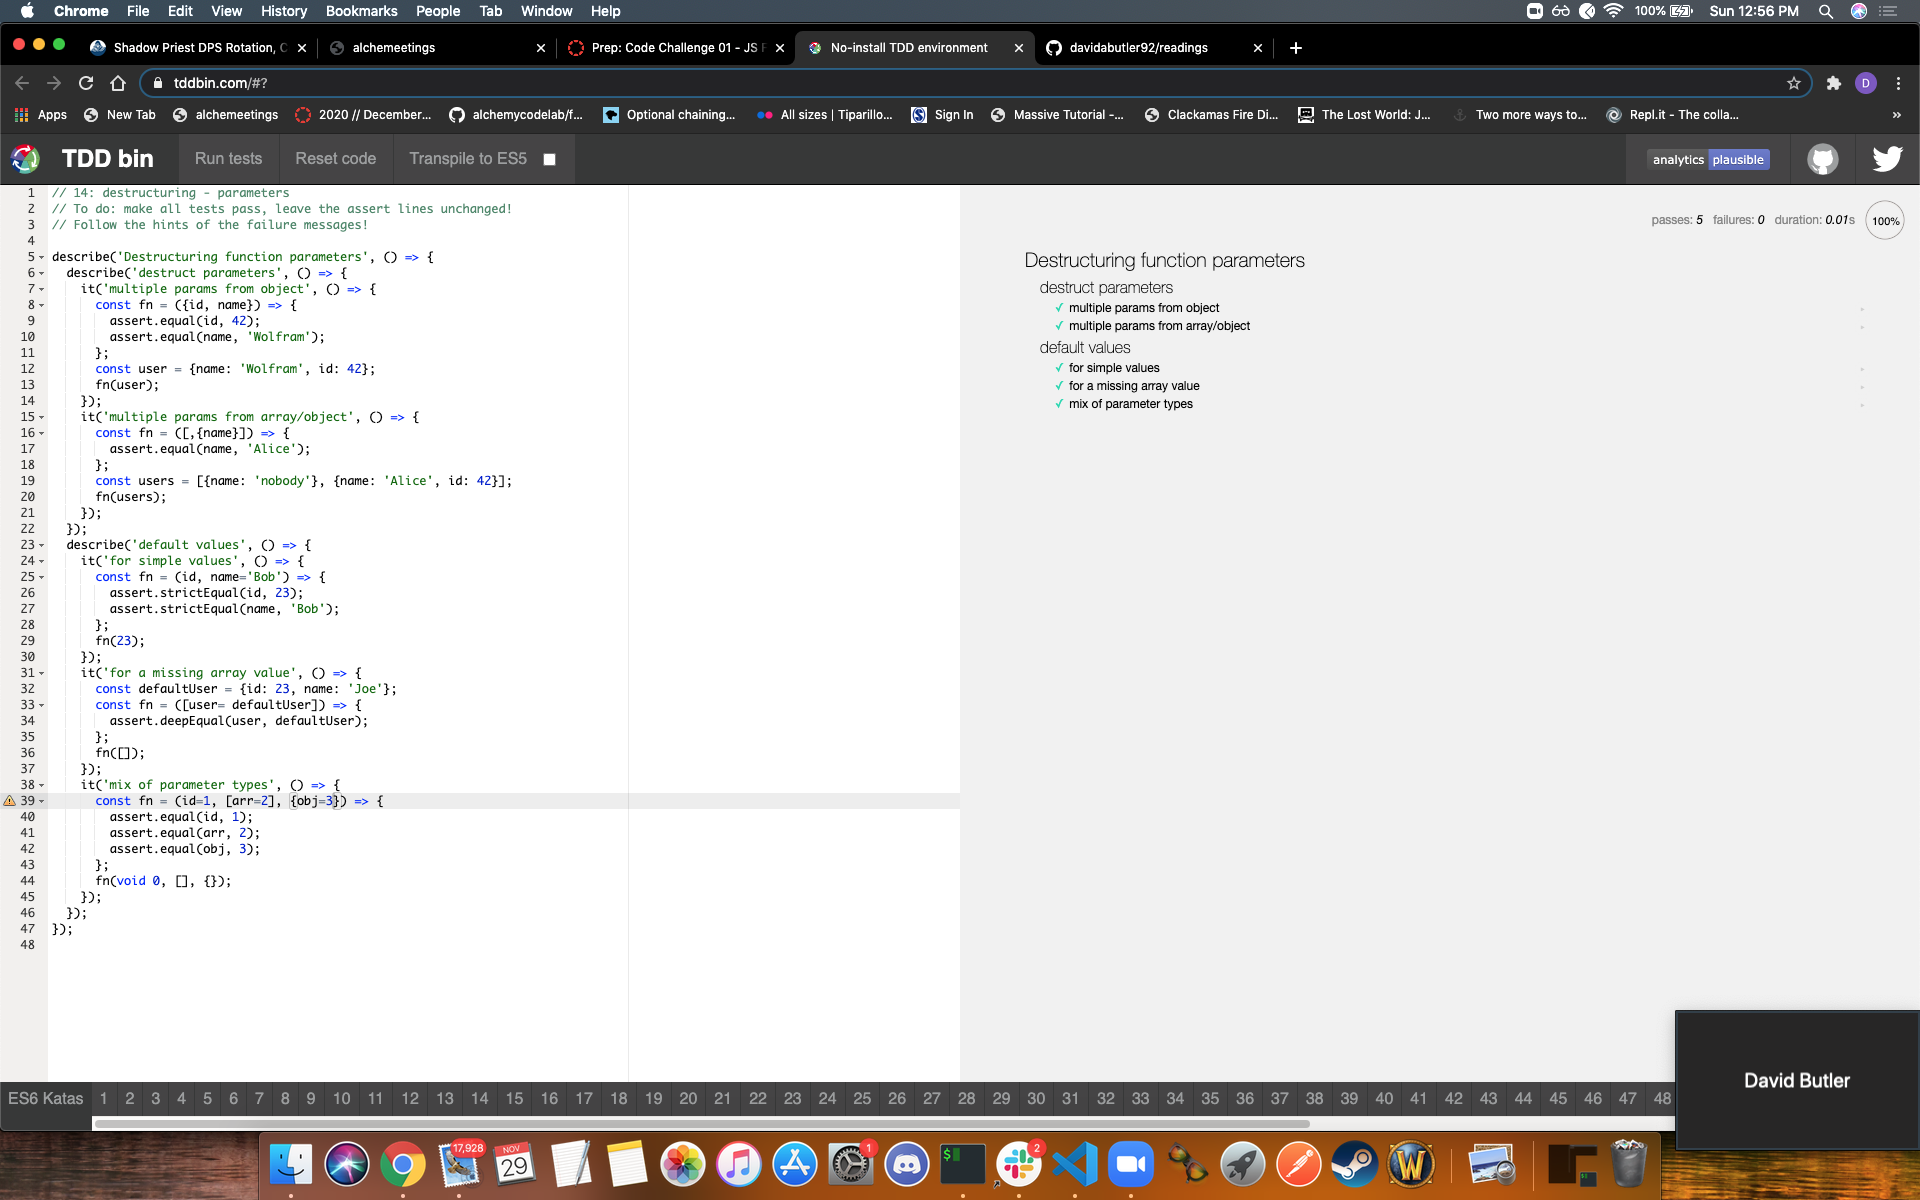 Chrome File Edit View History Bookmarks People Tab Window Help 100% Sun 12:56 PM
Shadow Priest DPS Rotation, C alchemeetings Prep: Code Challenge 01 - JS F No-install TDD environment davidabutler92/readings
tddbin.com/#? D
Apps New Tab alchemeetings 2020 // December... alchemycodelab/f... Optional chaining... All sizes | Tiparillo... Sign In Massive Tutorial -... Clackamas Fire Di... The Lost World: J... Two more ways to... Repl.it - The colla... »
TDD bin Run tests Reset code Transpile to ES5 analytics plausible
1 // 14: destructuring - parameters
2 // To do: make all tests pass, leave the assert lines unchanged!
3 // Follow the hints of the failure messages!
4
5 describe('Destructuring function parameters', () => {
6 describe('destruct parameters', () => {
7 it('multiple params from object', () => {
8 const fn = ({id, name}) => {
9 assert.equal(id, 42);
10 assert.equal(name, 'Wolfram');
11 };
12 const user = {name: 'Wolfram', id: 42};
13 fn(user);
14 });
15 it('multiple params from array/object', () => {
16 const fn = ([,{name}]) => {
17 assert.equal(name, 'Alice');
18 };
19 const users = [{name: 'nobody'}, {name: 'Alice', id: 42}];
20 fn(users);
21 });
22 });
23 describe('default values', () => {
24 it('for simple values', () => {
25 const fn = (id, name='Bob') => {
26 assert.strictEqual(id, 23);
27 assert.strictEqual(name, 'Bob');
28 };
29 fn(23);
30 });
31 it('for a missing array value', () => {
32 const defaultUser = {id: 23, name: 'Joe'};
33 const fn = ([user= defaultUser]) => {
34 assert.deepEqual(user, defaultUser);
35 };
36 fn([]);
37 });
38 it('mix of parameter types', () => {
39 const fn = (id=1, [arr=2], {obj=3}) => {
40 assert.equal(id, 1);
41 assert.equal(arr, 2);
42 assert.equal(obj, 3);
43 };
44 fn(void 0, [], {});
45 });
46 });
47 });
48
passes: 5 failures: 0 duration: 0.01s 100%
Destructuring function parameters
destruct parameters
✓ multiple params from object
✓ multiple params from array/object
default values
✓ for simple values
✓ for a missing array value
✓ mix of parameter types
David Butler
ES6 Katas 1 2 3 4 5 6 7 8 9 10 11 12 13 14 15 16 17 18 19 20 21 22 23 24 25 26 27 28 29 30 31 32 33 34 35 36 37 38 39 40 41 42 43 44 45 46 47 48
17,928 NOV 29 1 $ 2 W